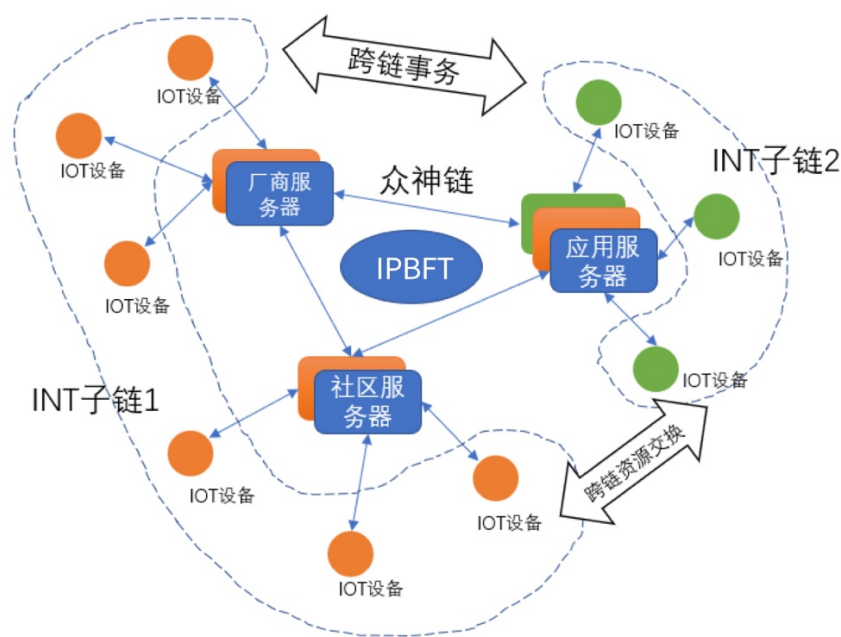 跨链事务
IOT设备
IOT设备
IOT设备
INT子链2
厂商服
务器
众神链
IOT设备
应用服
务器
IOT设备
IPBFT
IOT设备
IOT设备
社区服
务器
INT子链1
跨链资源交换
IOT设备
IOT设备
IOT设备